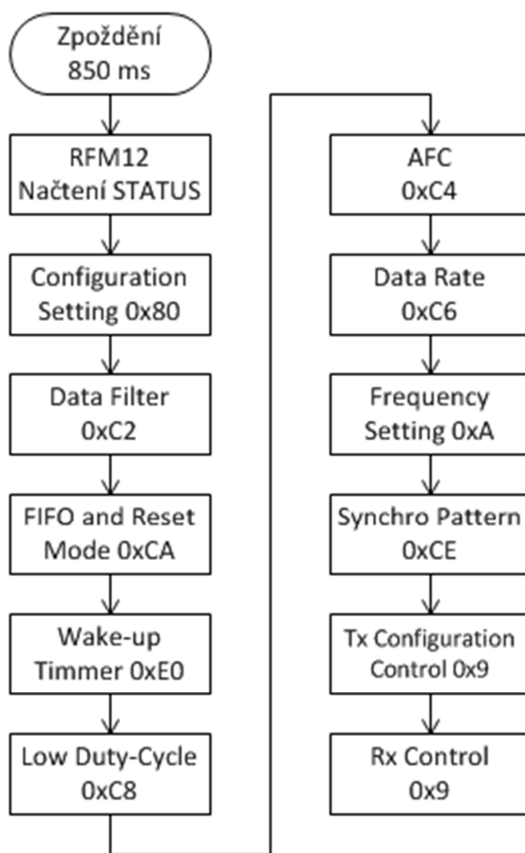 Zpoždění
850 ms
RFM12
Načtení STATUS
Configuration
Setting 0x80
Data Filter
0xC2
FIFO and Reset
Mode 0xCA
Wake-up
Timmer 0xE0
Low Duty-Cycle
0xC8
AFC
0xC4
Data Rate
0xC6
Frequency
Setting 0xA
Synchro Pattern
0xCE
Tx Configuration
Control 0x9
Rx Control
0x9